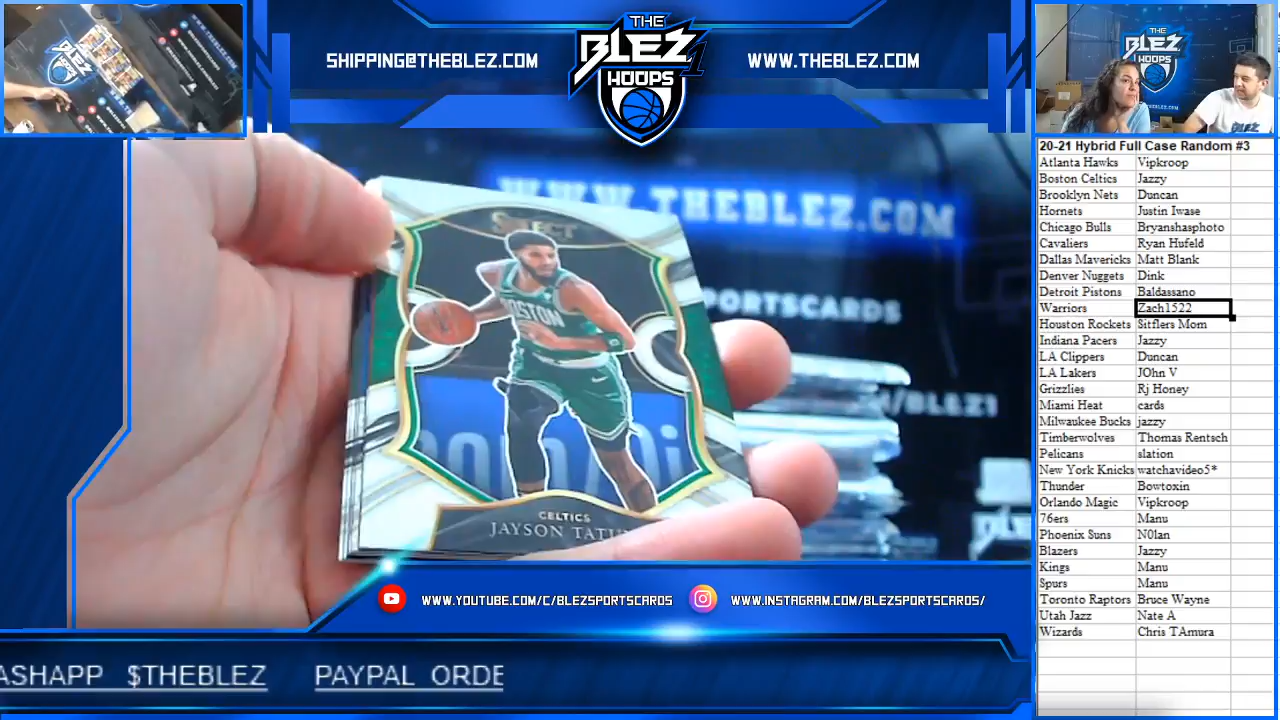 SHIPPING@THEBLEZ.COM
THE
BLEZ 1
HOOPS
WWW.THEBLEZ.COM
THE
BLEZ
HOOPS
20-21 Hybrid Full Case Random #3
Atlanta Hawks Vipkroop
Boston Celtics Jazzy
Brooklyn Nets Duncan
Hornets Justin Iwase
Chicago Bulls Bryanshasphoto
Cavaliers Ryan Hufeld
Dallas Mavericks Matt Blank
Denver Nuggets Dink
Detroit Pistons Baldassano
Warriors Zach1522
Houston Rockets Sitflers Mom
Indiana Pacers Jazzy
LA Clippers Duncan
LA Lakers JOhn V
Grizzlies Rj Honey
Miami Heat cards
Milwaukee Bucks jazzy
Timberwolves Thomas Rentsch
Pelicans slation
New York Knicks watchavideo5*
Thunder Bowtoxin
Orlando Magic Vipkroop
76ers Manu
Phoenix Suns N0lan
Blazers Jazzy
Kings Manu
Spurs Manu
Toronto Raptors Bruce Wayne
Utah Jazz Nate A
Wizards Chris TAmura
WWW.THEBLEZ.COM
SPORTSCARDS
/BLEZ1
SELECT
BOSTON
CELTICS
JAYSON TATU
WWW.YOUTUBE.COM/C/BLEZSPORTSCARDS
WWW.INSTAGRAM.COM/BLEZSPORTSCARDS/
ASHAPP $THEBLEZ PAYPAL ORDE